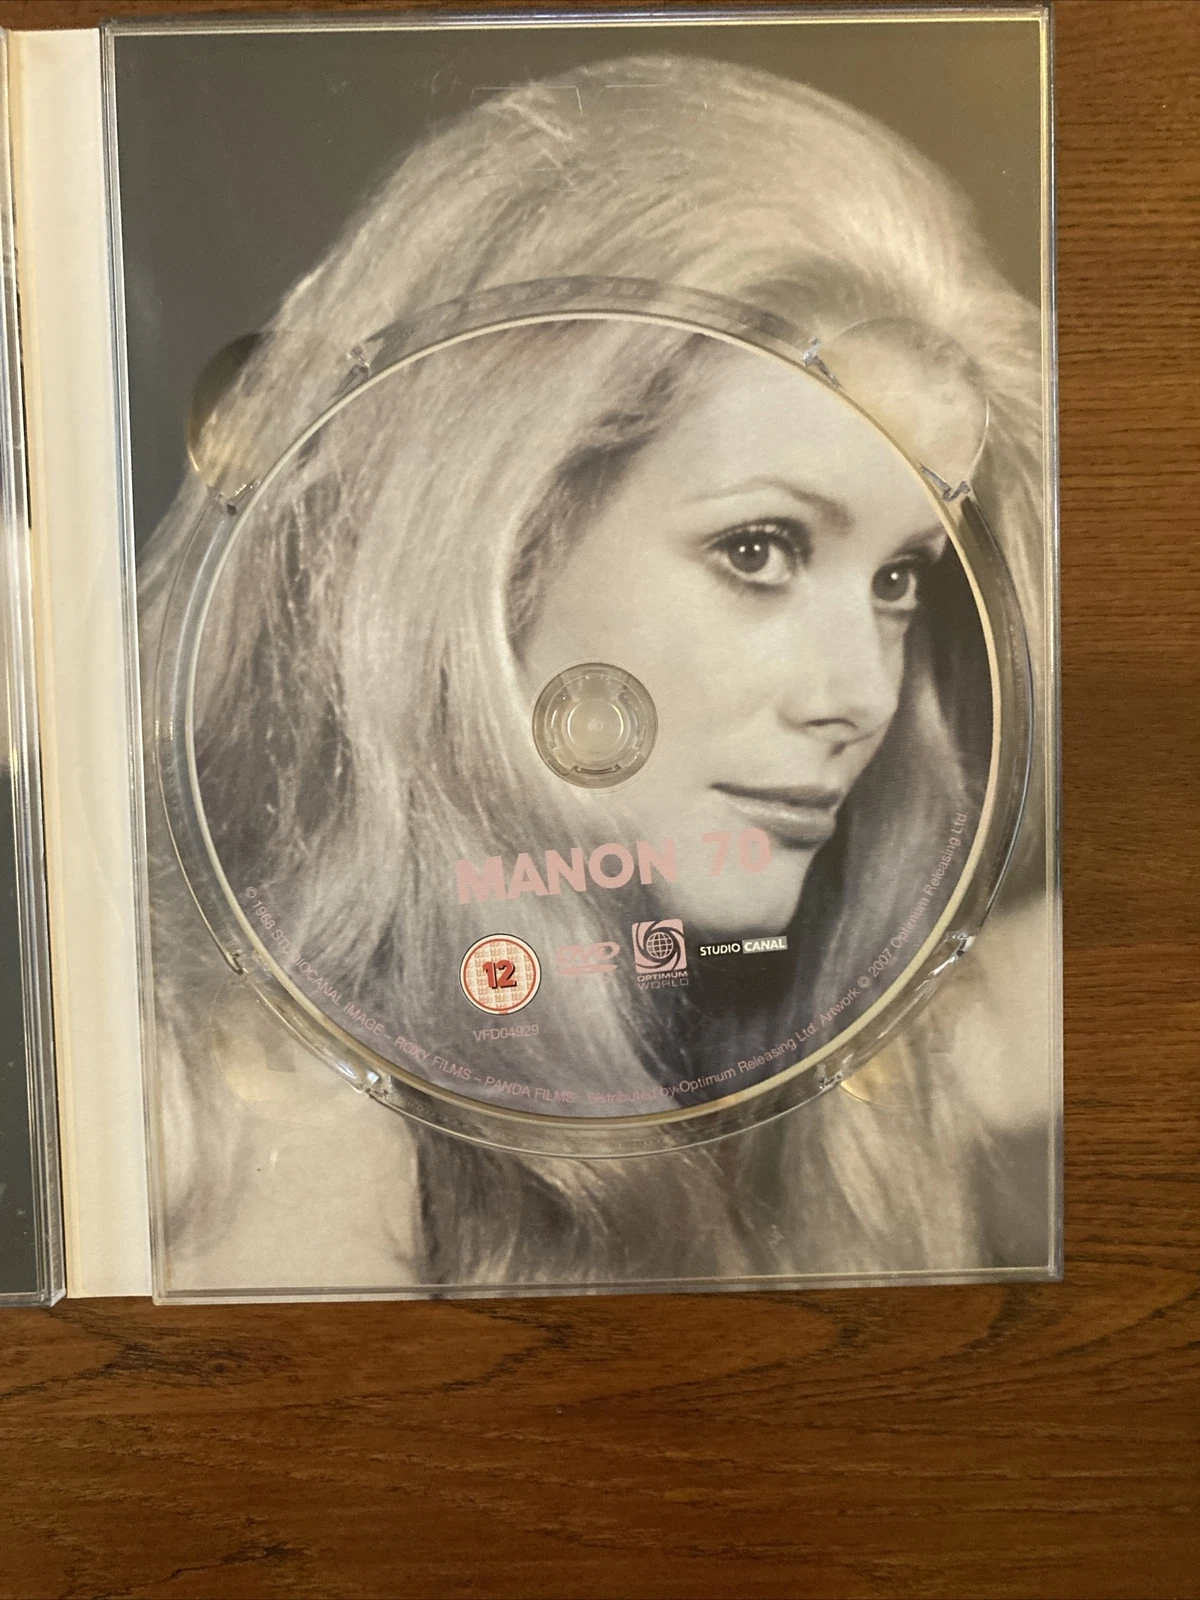 MANON 70
12
DVD
OPTIMUM
WORLD
STUDIO CANAL
VFD04929
© 1968 STUDIOCANAL IMAGE - ROXY FILMS - PANDA FILMS Distributed by Optimum Releasing Ltd. Artwork © 2007 Optimum Releasing Ltd.